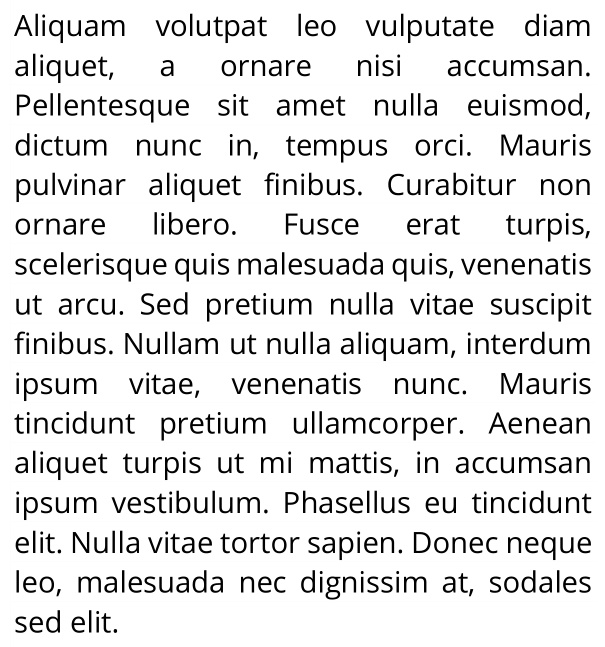 Aliquam volutpat leo vulputate diam
aliquet, a ornare nisi accumsan.
Pellentesque sit amet nulla euismod,
dictum nunc in, tempus orci. Mauris
pulvinar aliquet finibus. Curabitur non
ornare libero. Fusce erat turpis,
scelerisque quis malesuada quis, venenatis
ut arcu. Sed pretium nulla vitae suscipit
finibus. Nullam ut nulla aliquam, interdum
ipsum vitae, venenatis nunc. Mauris
tincidunt pretium ullamcorper. Aenean
aliquet turpis ut mi mattis, in accumsan
ipsum vestibulum. Phasellus eu tincidunt
elit. Nulla vitae tortor sapien. Donec neque
leo, malesuada nec dignissim at, sodales
sed elit.